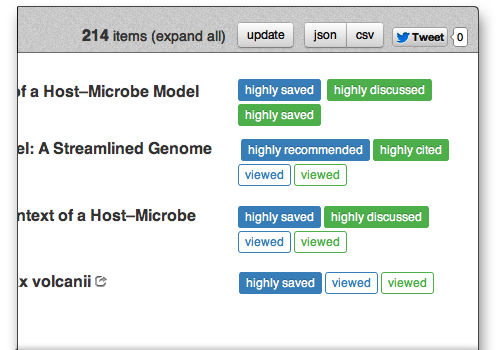 214 items (expand all) update json csv Tweet 0
of a Host–Microbe Model highly saved highly discussed
highly saved
el: A Streamlined Genome highly recommended highly cited
viewed viewed
ntext of a Host–Microbe highly saved highly discussed
viewed viewed
x volcanii highly saved viewed viewed